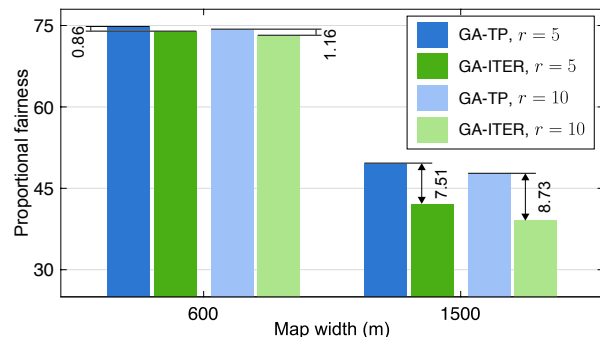 75
60
45
30
Proportional fairness
0.86
1.16
7.51
8.73
GA-TP, r = 5
GA-ITER, r = 5
GA-TP, r = 10
GA-ITER, r = 10
600
1500
Map width (m)